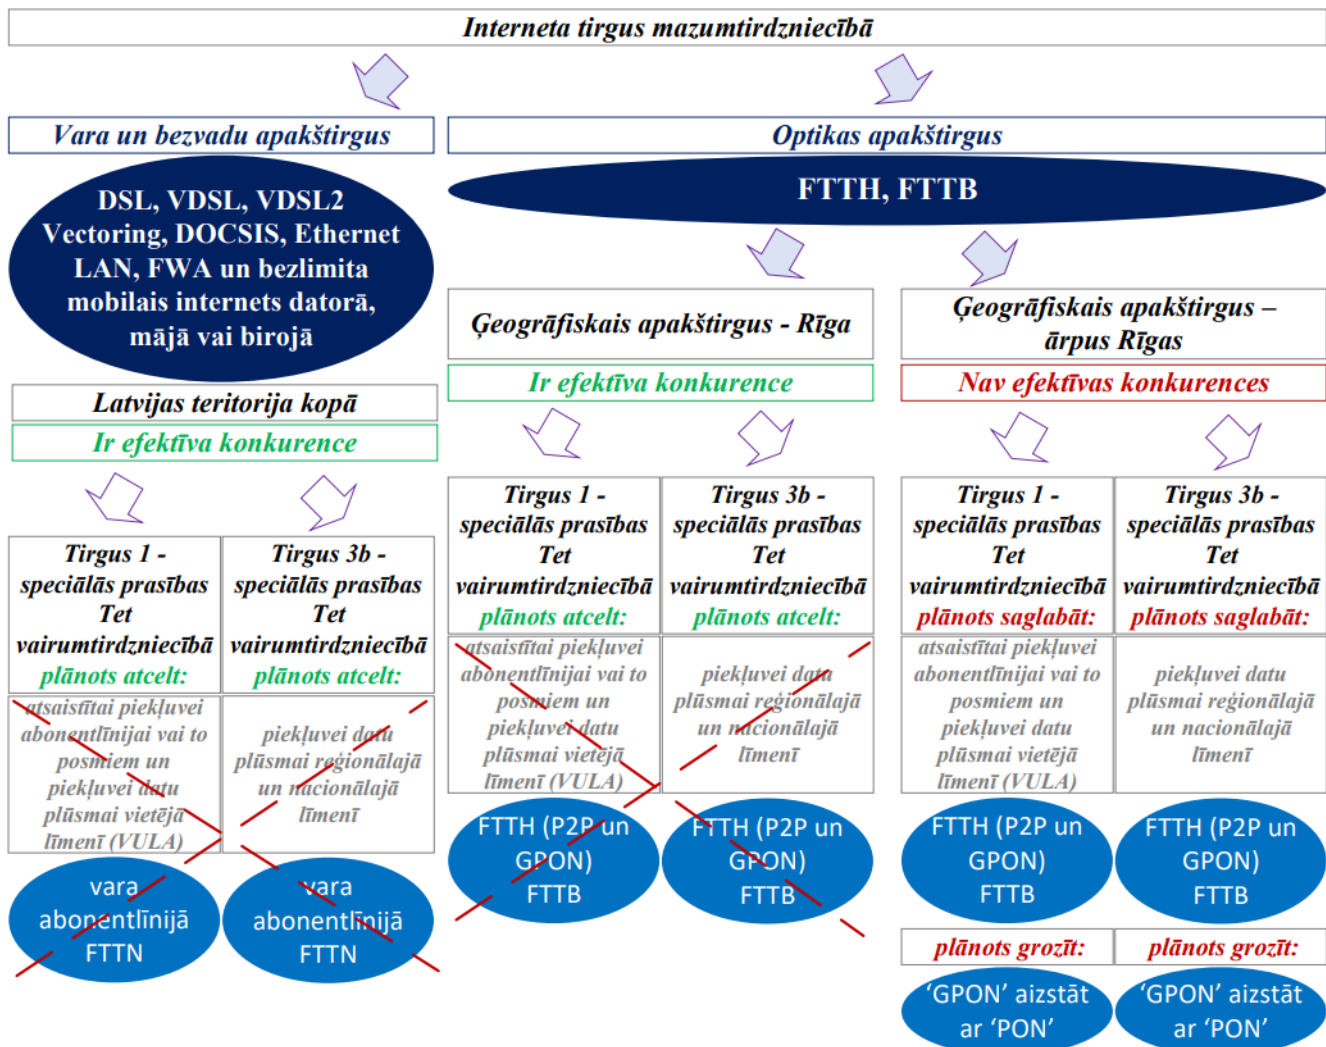 Interneta tirgus mazumtirdzniecībā
Vara un bezvadu apakštirgus
DSL, VDSL, VDSL2
Vectoring, DOCSIS, Ethernet
LAN, FWA un bezlimita
mobilais internets datorā,
mājā vai birojā
Latvijas teritorija kopā
Ir efektīva konkurence
Tirgus 1 -
speciālās prasības
Tet
vairumtirdzniecībā
plānots atcelt:
atsaistītai piekļuvei
abonentlīnijai vai to
posmiem un
piekļuvei datu
plūsmai vietējā
līmenī (VULA)
vara
abonentlīnijā
FTTN
Tirgus 3b -
speciālās prasības
Tet
vairumtirdzniecībā
plānots atcelt:
piekļuvei datu
plūsmai reģionālajā
un nacionālajā
līmenī
vara
abonentlīnijā
FTTN
Optikas apakštirgus
FTTH, FTTB
Ģeogrāfiskais apakštirgus - Rīga
Ir efektīva konkurence
Tirgus 1 -
speciālās prasības
Tet
vairumtirdzniecībā
plānots atcelt:
atsaistītai piekļuvei
abonentlīnijai vai to
posmiem un
piekļuvei datu
plūsmai vietējā
līmenī (VULA)
FTTH (P2P un
GPON)
FTTB
Tirgus 3b -
speciālās prasības
Tet
vairumtirdzniecībā
plānots atcelt:
piekļuvei datu
plūsmai reģionālajā
un nacionālajā
līmenī
FTTH (P2P un
GPON)
FTTB
Ģeogrāfiskais apakštirgus –
ārpus Rīgas
Nav efektīvas konkurences
Tirgus 1 -
speciālās prasības
Tet
vairumtirdzniecībā
plānots saglabāt:
atsaistītai piekļuvei
abonentlīnijai vai to
posmiem un
piekļuvei datu
plūsmai vietējā
līmenī (VULA)
FTTH (P2P un
GPON)
FTTB
plānots grozīt:
‘GPON’ aizstāt
ar ‘PON’
Tirgus 3b -
speciālās prasības
Tet
vairumtirdzniecībā
plānots saglabāt:
piekļuvei datu
plūsmai reģionālajā
un nacionālajā
līmenī
FTTH (P2P un
GPON)
FTTB
plānots grozīt:
‘GPON’ aizstāt
ar ‘PON’